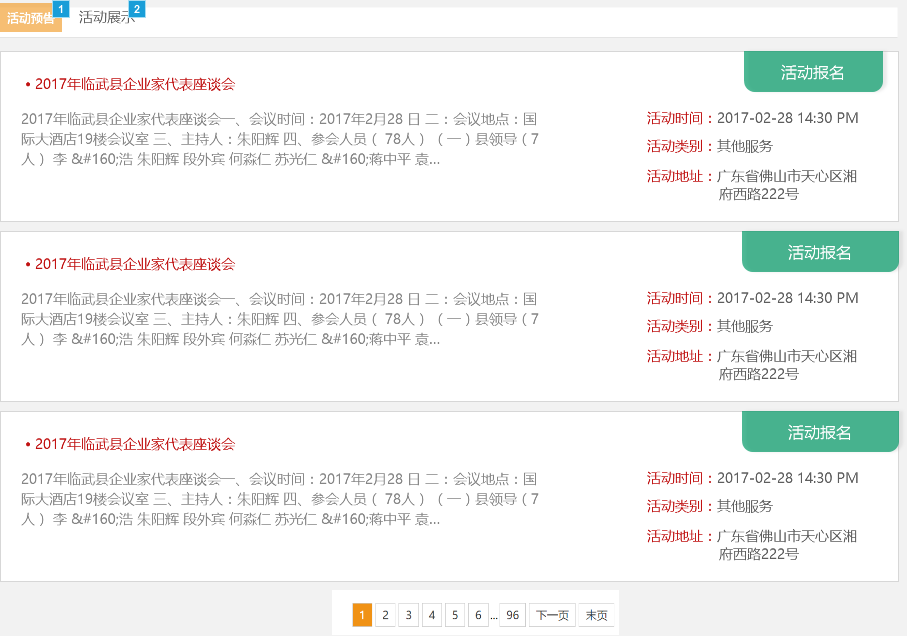 活动预告 1 活动展示 2
活动报名
• 2017年临武县企业家代表座谈会
2017年临武县企业家代表座谈会一、会议时间：2017年2月28 日 二：会议地点：国
际大酒店19楼会议室 三、主持人：朱阳辉 四、参会人员（ 78人）（一）县领导（7
人 ） 李 &#160;浩 朱阳辉 段外宾 何淼仁 苏光仁 &#160;蒋中平 袁...
活动时间：2017-02-28 14:30 PM
活动类别：其他服务
活动地址：广东省佛山市天心区湘
府西路222号
活动报名
• 2017年临武县企业家代表座谈会
2017年临武县企业家代表座谈会一、会议时间：2017年2月28 日 二：会议地点：国
际大酒店19楼会议室 三、主持人：朱阳辉 四、参会人员（ 78人）（一）县领导（7
人 ） 李 &#160;浩 朱阳辉 段外宾 何淼仁 苏光仁 &#160;蒋中平 袁...
活动时间：2017-02-28 14:30 PM
活动类别：其他服务
活动地址：广东省佛山市天心区湘
府西路222号
活动报名
• 2017年临武县企业家代表座谈会
2017年临武县企业家代表座谈会一、会议时间：2017年2月28 日 二：会议地点：国
际大酒店19楼会议室 三、主持人：朱阳辉 四、参会人员（ 78人）（一）县领导（7
人 ） 李 &#160;浩 朱阳辉 段外宾 何淼仁 苏光仁 &#160;蒋中平 袁...
活动时间：2017-02-28 14:30 PM
活动类别：其他服务
活动地址：广东省佛山市天心区湘
府西路222号
1 2 3 4 5 6 ... 96 下一页 末页